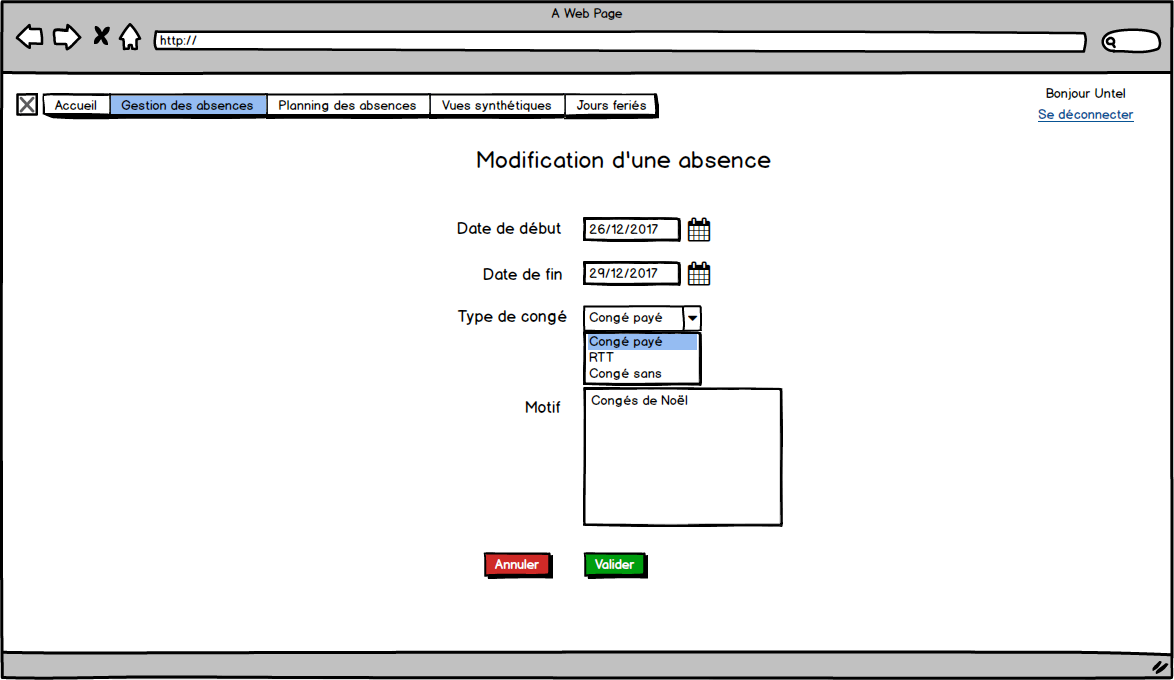 A Web Page
http://
Accueil Gestion des absences Planning des absences Vues synthétiques Jours feriés
Bonjour Untel
Se déconnecter
Modification d'une absence
Date de début 26/12/2017
Date de fin 29/12/2017
Type de congé Congé payé
Congé payé
RTT
Congé sans
Motif Congés de Noël
Annuler Valider